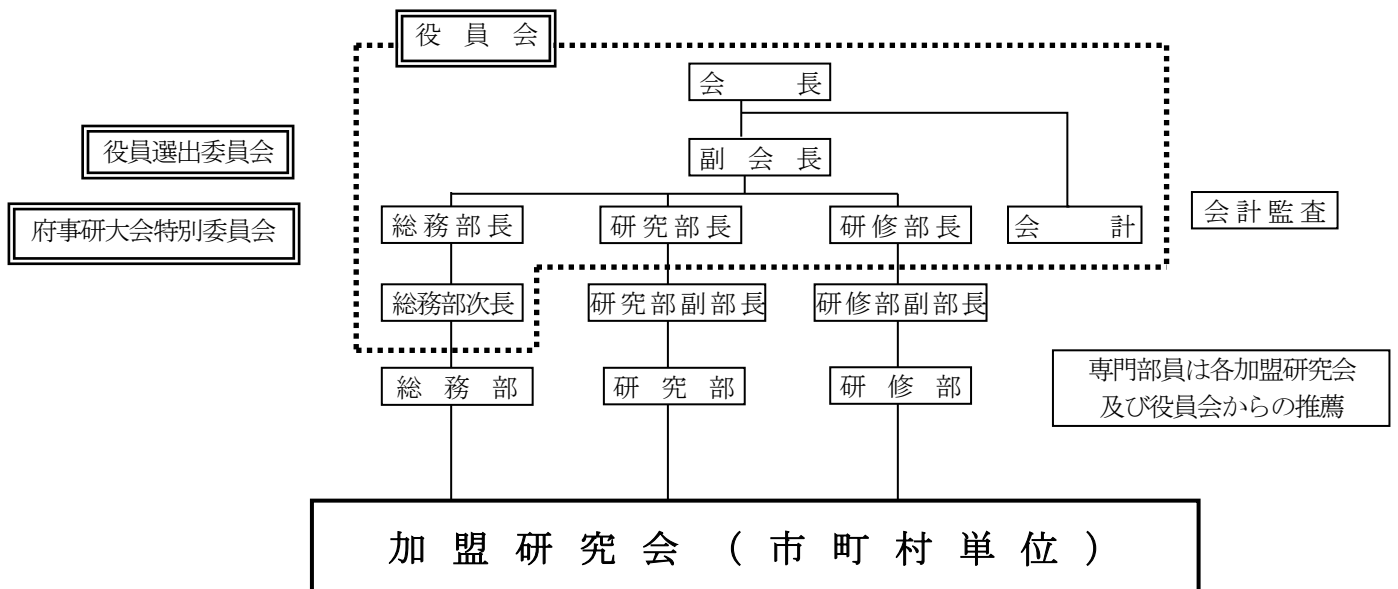 役員会
会長
役員選出委員会
副会長
府事研大会特別委員会
総務部長
研究部長
研修部長
会計
会計監査
総務部次長
研究部副部長
研修部副部長
総務部
研究部
研修部
専門部員は各加盟研究会
及び役員会からの推薦
加盟研究会(市町村単位)